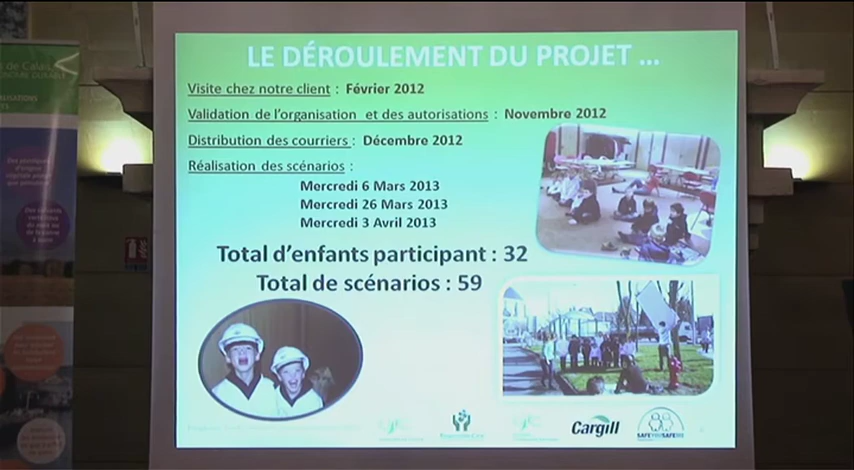 LE DÉROULEMENT DU PROJET ...
Visite chez notre client : Février 2012
Validation de l'organisation et des autorisations : Novembre 2012
Distribution des courriers : Décembre 2012
Réalisation des scénarios :
Mercredi 6 Mars 2013
Mercredi 26 Mars 2013
Mercredi 3 Avril 2013
Total d'enfants participant : 32
Total de scénarios : 59
Cargill